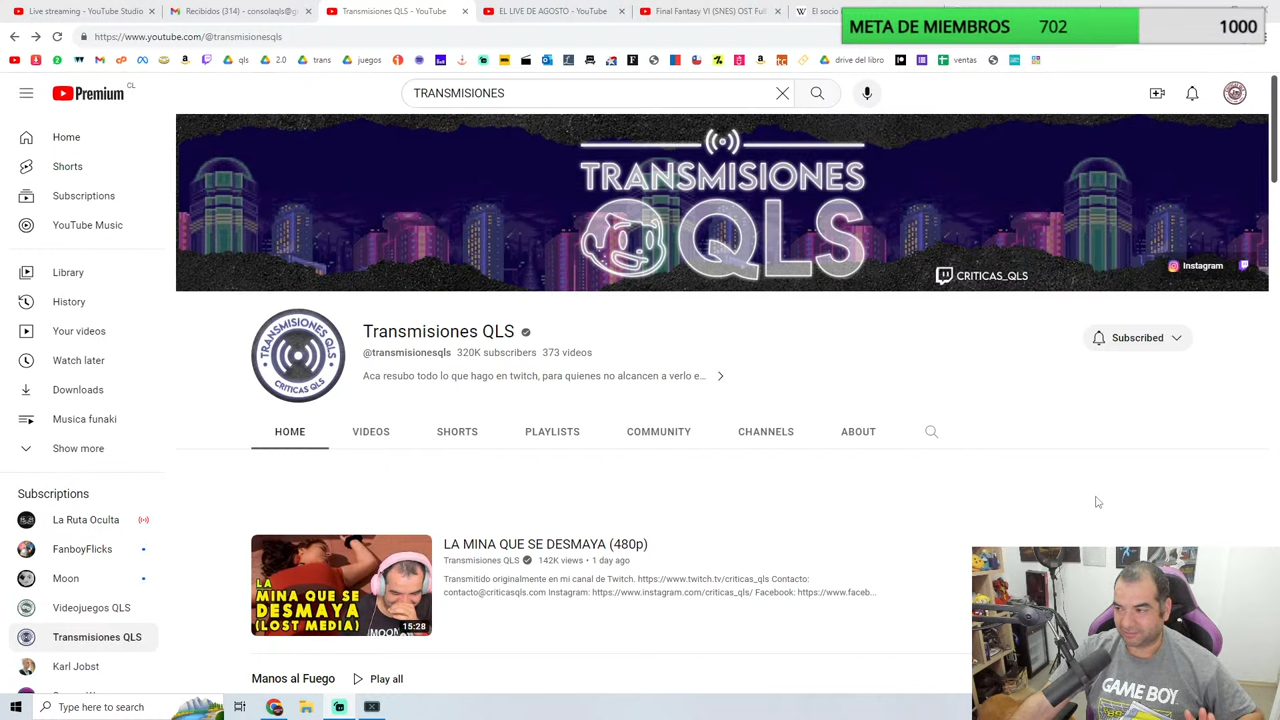 Live streaming - YouTube Studio
Recibidos (314) - consolaqls@g
Transmisiones QLS - YouTube
EL LIVE DE AGOSTO - YouTube
Final Fantasy VI (SNES) OST Full
El socio
META DE MIEMBROS 702 1000
https://www.youtube.com/@transmisionesqls
qls
2.0
trans
juegos
drive del libro
ventas
Premium CL
TRANSMISIONES
Home
Shorts
Subscriptions
YouTube Music
Library
History
Your videos
Watch later
Downloads
Musica funaki
Show more
Subscriptions
La Ruta Oculta
FanboyFlicks
Moon
Videojuegos QLS
Transmisiones QLS
Karl Jobst
TRANSMISIONES
QLS
CRITICAS_QLS
Instagram
TRANSMISIONES QLS
CRITICAS QLS
Transmisiones QLS
@transmisionesqls 320K subscribers 373 videos
Aca resubo todo lo que hago en twitch, para quienes no alcancen a verlo e...
Subscribed
HOME
VIDEOS
SHORTS
PLAYLISTS
COMMUNITY
CHANNELS
ABOUT
LA
MINA QUE SE
DESMAYA
(LOST MEDIA)
MOON
15:28
LA MINA QUE SE DESMAYA (480p)
Transmisiones QLS 142K views • 1 day ago
Transmitido originalmente en mi canal de Twitch. https://www.twitch.tv/criticas_qls Contacto:
contacto@criticasqls.com Instagram: https://www.instagram.com/criticas_qls/ Facebook: https://www.faceb...
Manos al Fuego
Play all
GAME BOY
Type here to search